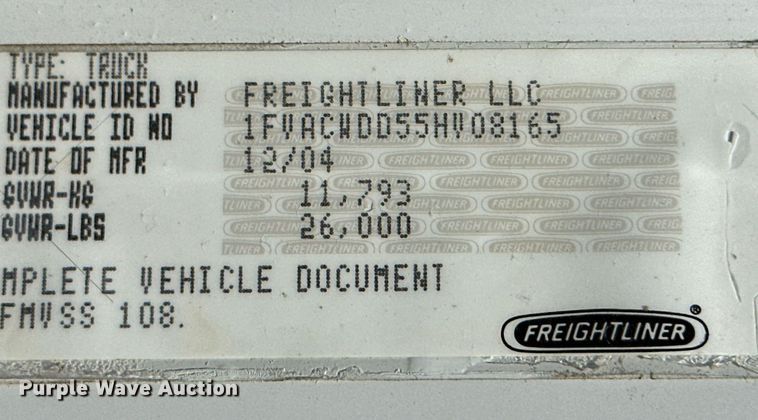 TYPE: TRUCK
MANUFACTURED BY FREIGHTLINER LLC
VEHICLE ID NO 1FVACWDD55HV08165
DATE OF MFR 12/04
GVWR-KG 11,793
GVWR-LBS 26,000
MPLETE VEHICLE DOCUMENT
FMVSS 108.
FREIGHTLINER®
Purple Wave Auction